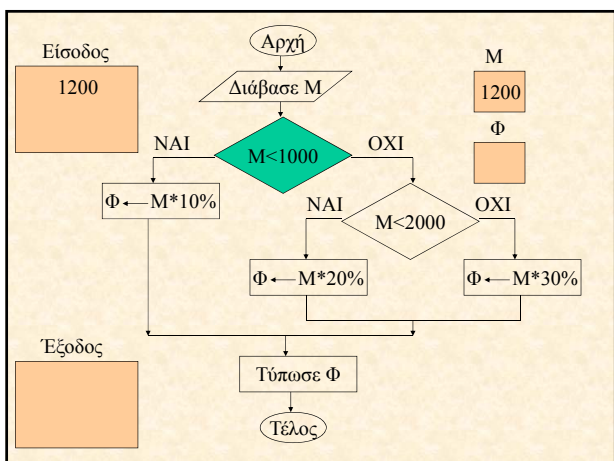 Είσοδος
1200
Αρχή
Διάβασε Μ
Μ
1200
Φ
ΝΑΙ
Μ<1000
ΟΧΙ
Φ ← Μ*10%
ΝΑΙ
Μ<2000
ΟΧΙ
Φ ← Μ*20%
Φ ← Μ*30%
Έξοδος
Τύπωσε Φ
Τέλος